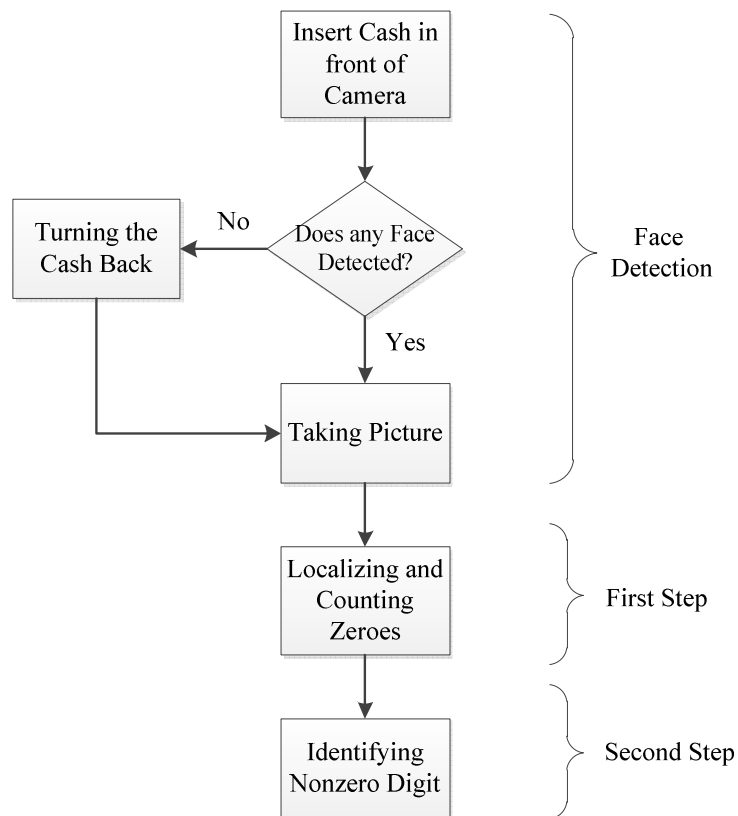 Insert Cash in
front of
Camera
Does any Face
Detected?
No
Turning the
Cash Back
Yes
Taking Picture
Face
Detection
Localizing and
Counting
Zeroes
First Step
Identifying
Nonzero Digit
Second Step